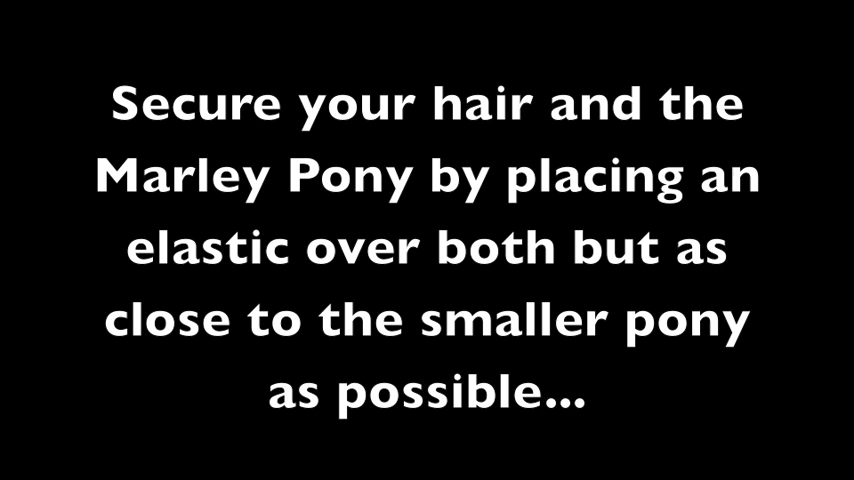 Secure your hair and the
Marley Pony by placing an
elastic over both but as
close to the smaller pony
as possible...